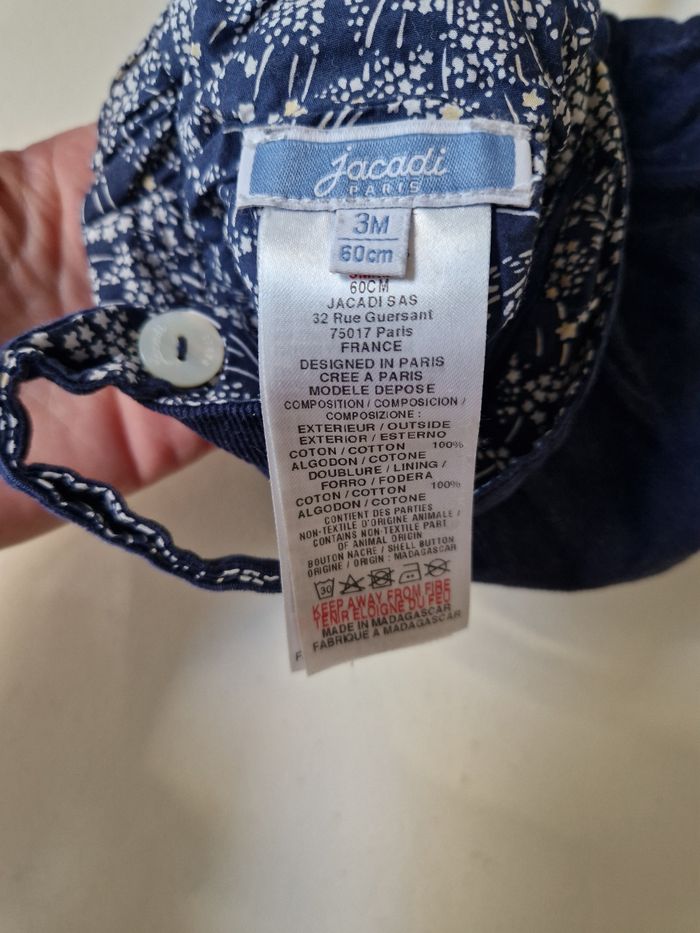 jacadi
PARIS
3M
60cm
60CM
JACADI SAS
32 Rue Guersant
75017 Paris
FRANCE
DESIGNED IN PARIS
CREE A PARIS
MODELE DEPOSE
COMPOSITION / COMPOSICION /
COMPOSIZIONE :
EXTERIEUR / OUTSIDE
EXTERIOR / ESTERNO
COTON / COTTON 100%
ALGODON / COTONE
DOUBLURE / LINING /
FORRO / FODERA
COTON / COTTON 100%
ALGODON / COTONE
CONTIENT DES PARTIES
NON-TEXTILE D'ORIGINE ANIMALE /
CONTAINS NON-TEXTILE PART
OF ANIMAL ORIGIN
BOUTON NACRE / SHELL BUTTON
ORIGINE / ORIGIN : MADAGASCAR
30
KEEP AWAY FROM FIRE
TENIR ELOIGNE DU FEU
MADE IN MADAGASCAR
FABRIQUE A MADAGASCAR